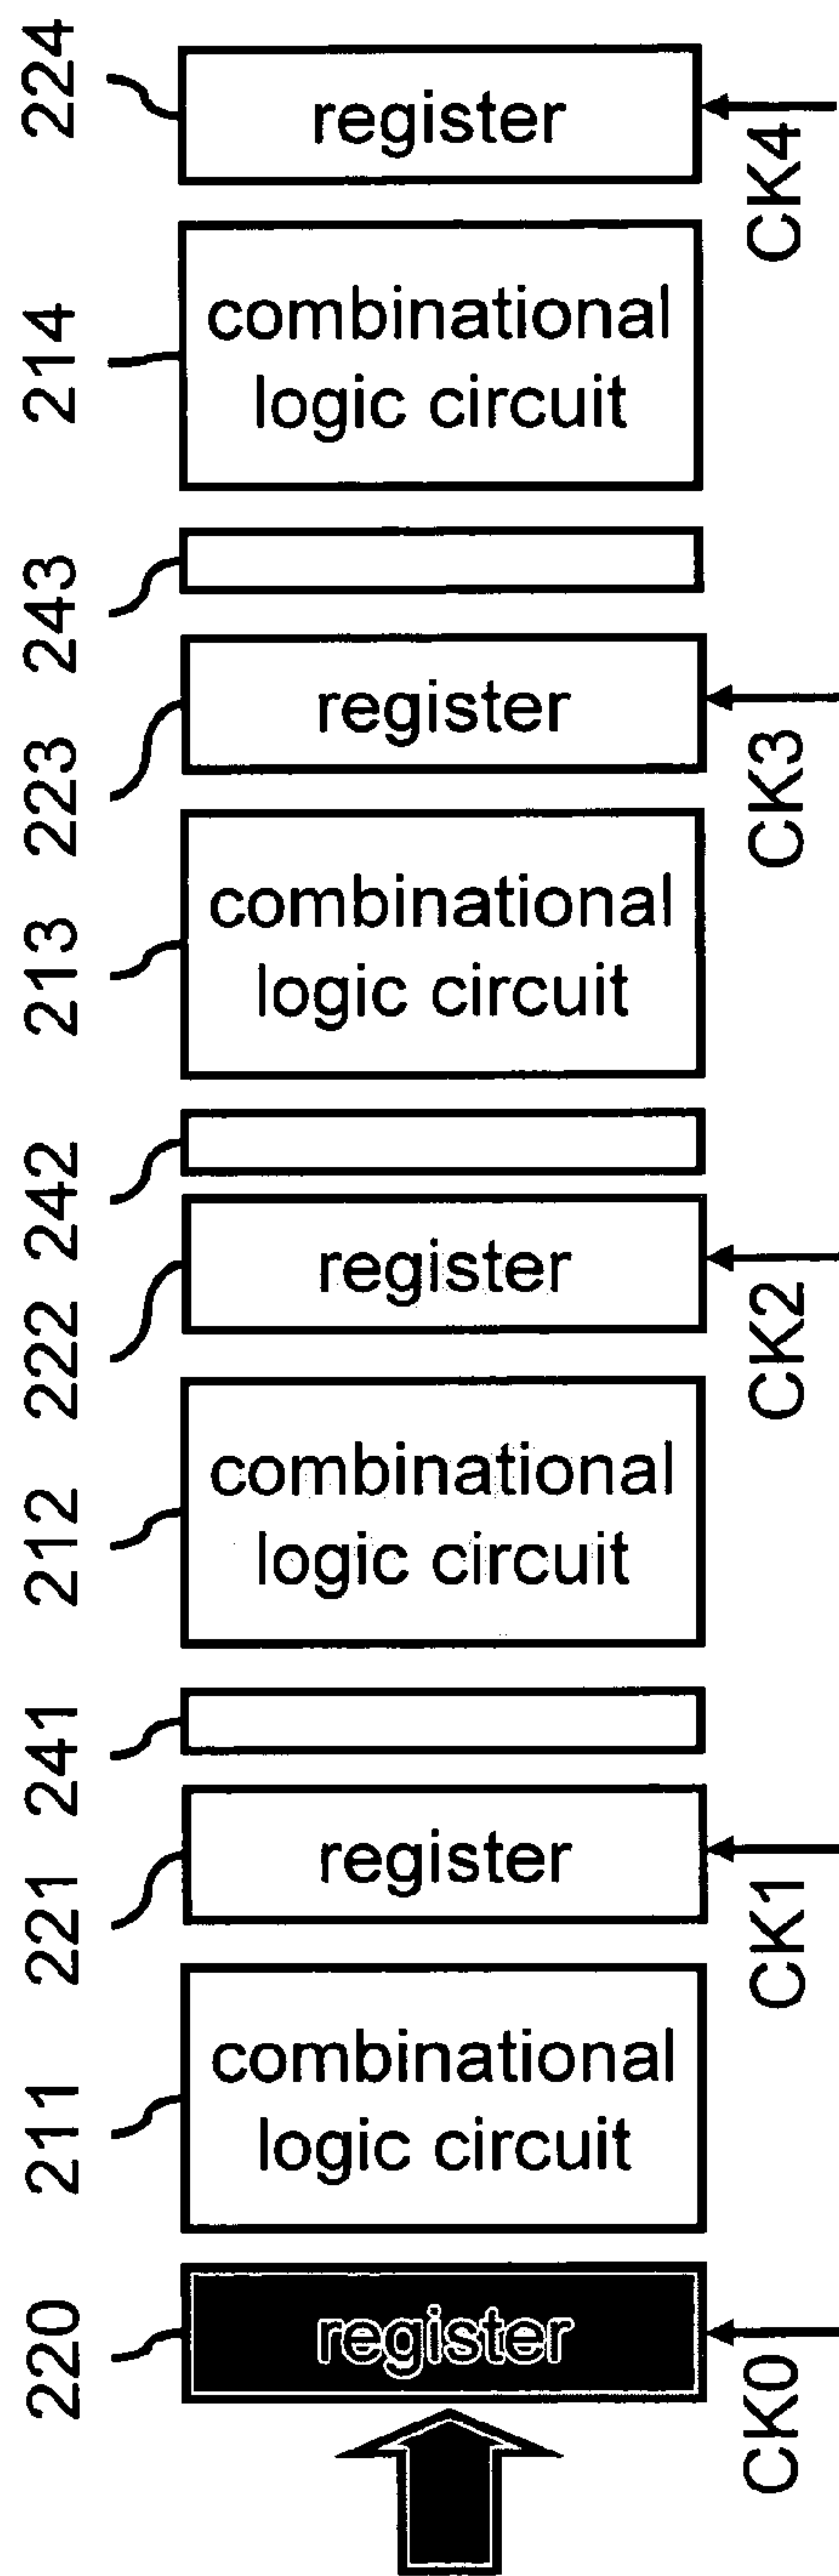 224
register
CK4
214
combinational
logic circuit
243
223
register
CK3
213
combinational
logic circuit
242
222
register
CK2
212
combinational
logic circuit
241
221
register
CK1
211
combinational
logic circuit
220
register
CK0